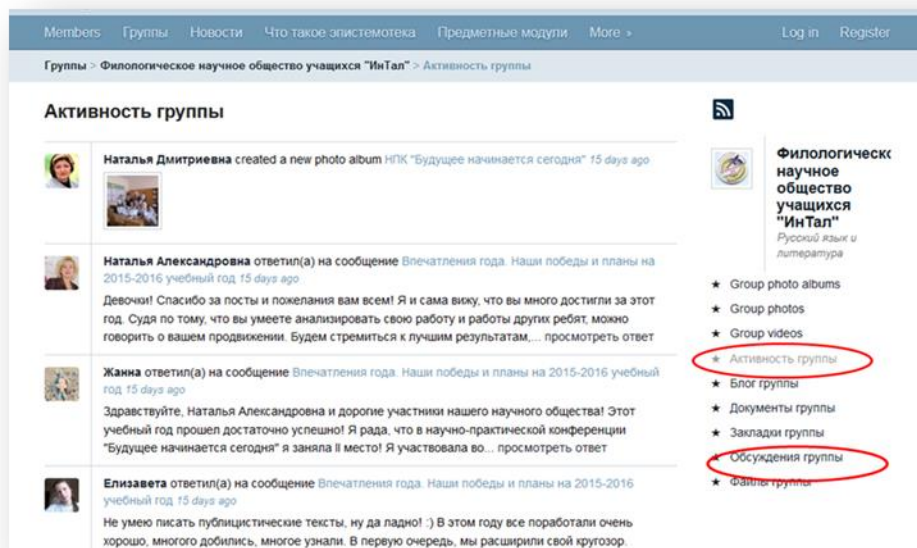 Members Группы Новости Что такое эпистемотека Предметные модули More » Log in Register
Группы > Филологическое научное общество учащихся "ИнТал" > Активность группы
Активность группы
Наталья Дмитриевна created a new photo album НПК "Будущее начинается сегодня" 15 days ago
Наталья Александровна ответил(а) на сообщение Впечатления года. Наши победы и планы на
2015-2016 учебный год 15 days ago
Девочки! Спасибо за посты и пожелания вам всем! Я и сама вижу, что вы много достигли за этот
год. Судя по тому, что вы умеете анализировать свою работу и работы других ребят, можно
говорить о вашем продвижении. Будем стремиться к лучшим результатам,... просмотреть ответ
Жанна ответил(а) на сообщение Впечатления года. Наши победы и планы на 2015-2016 учебный
год 15 days ago
Здравствуйте, Наталья Александровна и дорогие участники нашего научного общества! Этот
учебный год прошел достаточно успешно! Я рада, что в научно-практической конференции
"Будущее начинается сегодня" я заняла II место! Я участвовала во... просмотреть ответ
Елизавета ответил(а) на сообщение Впечатления года. Наши победы и планы на 2015-2016
учебный год 15 days ago
Не умею писать публицистические тексты, ну да ладно! :) В этом году все поработали очень
хорошо, многого добились, многое узнали. В первую очередь, мы расширили свой кругозор.
Филологическ
научное
общество
учащихся
"ИнТал"
Русский язык и
литература
★ Group photo albums
★ Group photos
★ Group videos
★ Активность группы
★ Блог группы
★ Документы группы
★ Закладки группы
★ Обсуждения группы
★ Файлы группы